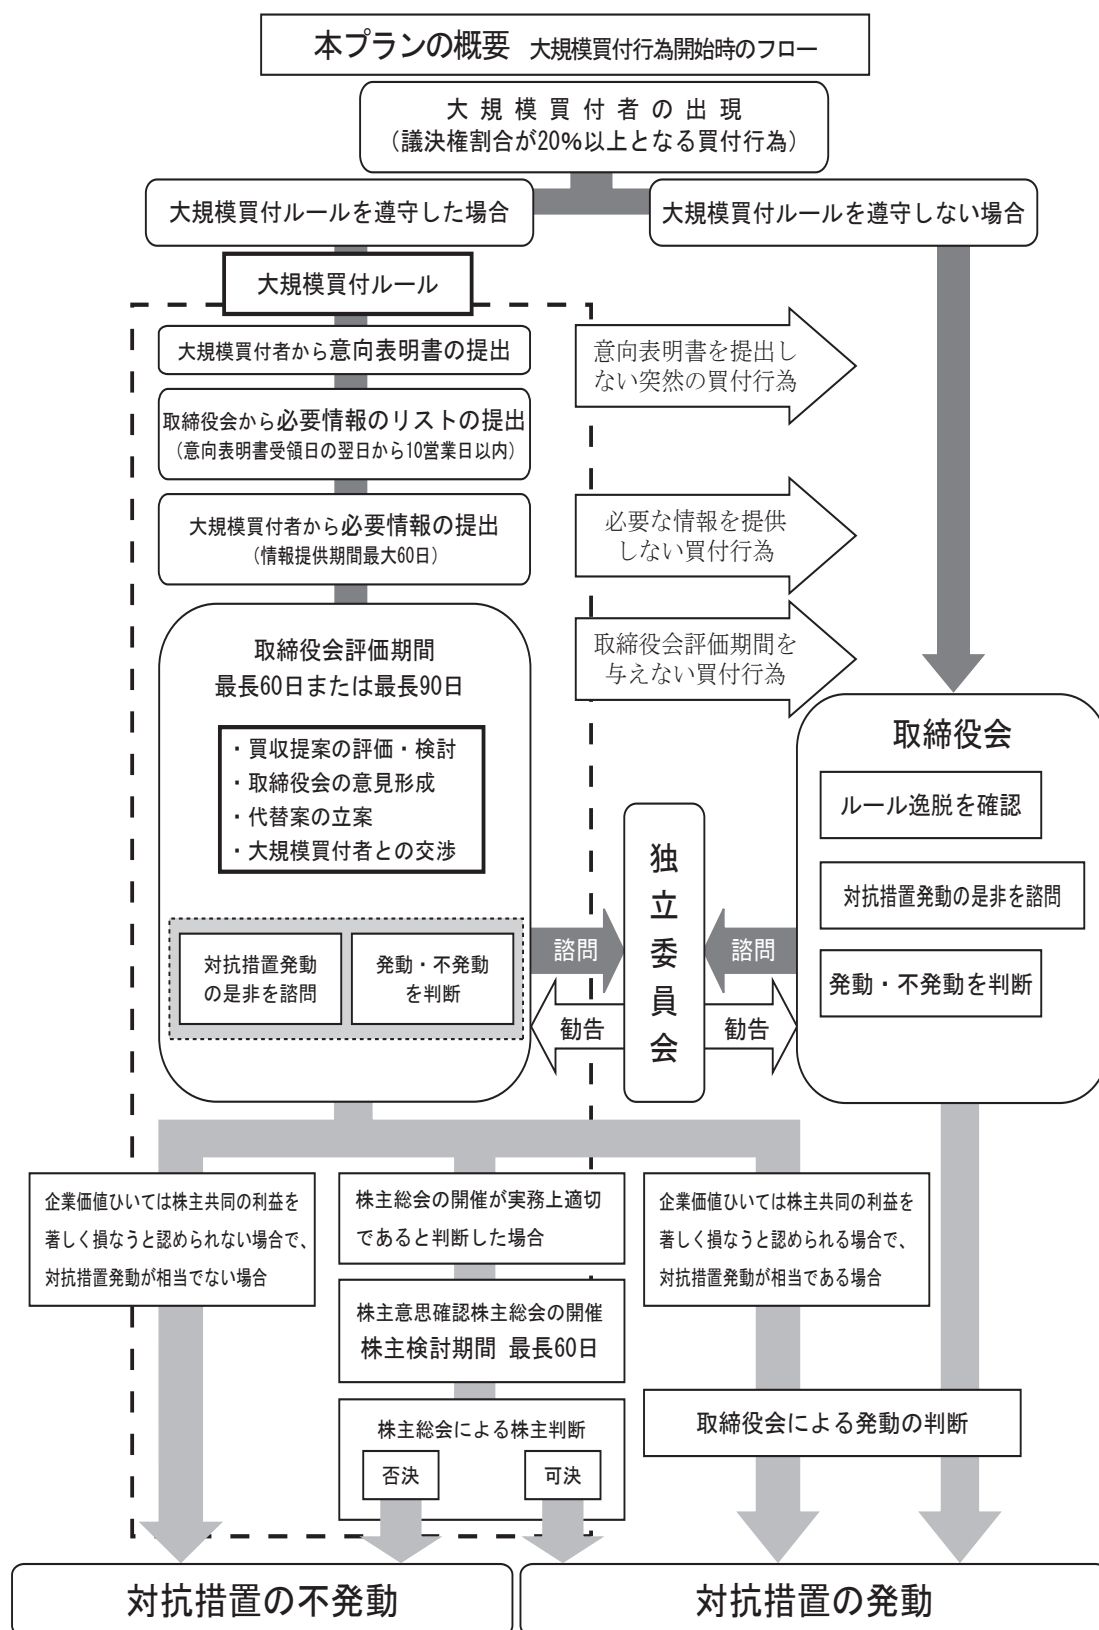 本プランの概要 大規模買付行為開始時のフロー
大規模買付者の出現
(議決権割合が20%以上となる買付行為)
大規模買付ルールを遵守した場合
大規模買付ルールを遵守しない場合
大規模買付ルール
大規模買付者から意向表明書の提出
取締役会から必要情報のリストの提出
(意向表明書受領日の翌日から10営業日以内)
大規模買付者から必要情報の提出
(情報提供期間最大60日)
意向表明書を提出し
ない突然の買付行為
必要な情報を提供
しない買付行為
取締役会評価期間を
与えない買付行為
取締役会評価期間
最長60日または最長90日
・買収提案の評価・検討
・取締役会の意見形成
・代替案の立案
・大規模買付者との交渉
対抗措置発動
の是非を諮問
発動・不発動
を判断
諮問
勧告
独立委員会
諮問
勧告
取締役会
ルール逸脱を確認
対抗措置発動の是非を諮問
発動・不発動を判断
企業価値ひいては株主共同の利益を
著しく損なうと認められない場合で、
対抗措置発動が相当でない場合
株主総会の開催が実務上適切
であると判断した場合
株主意思確認株主総会の開催
株主検討期間 最長60日
株主総会による株主判断
否決
可決
企業価値ひいては株主共同の利益を
著しく損なうと認められる場合で、
対抗措置発動が相当である場合
取締役会による発動の判断
対抗措置の不発動
対抗措置の発動